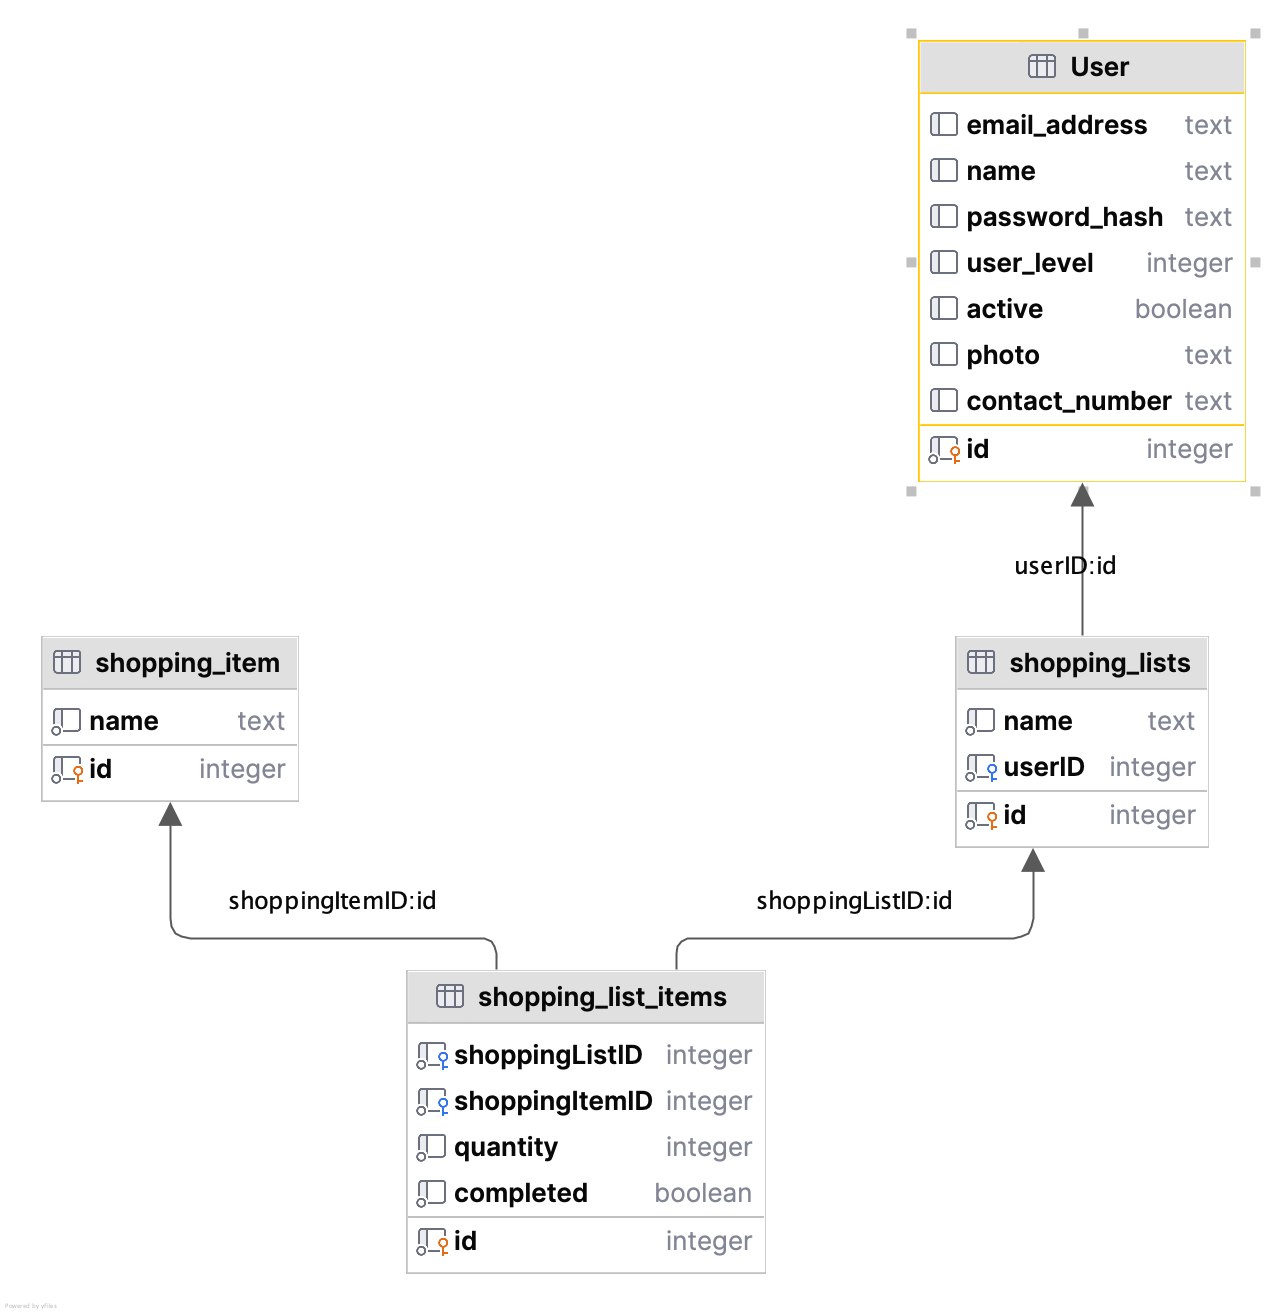 User
email_address text
name text
password_hash text
user_level integer
active boolean
photo text
contact_number text
id integer
userID:id
shopping_item
name text
id integer
shopping_lists
name text
userID integer
id integer
shoppingItemID:id
shoppingListID:id
shopping_list_items
shoppingListID integer
shoppingItemID integer
quantity integer
completed boolean
id integer
Powered by yFiles